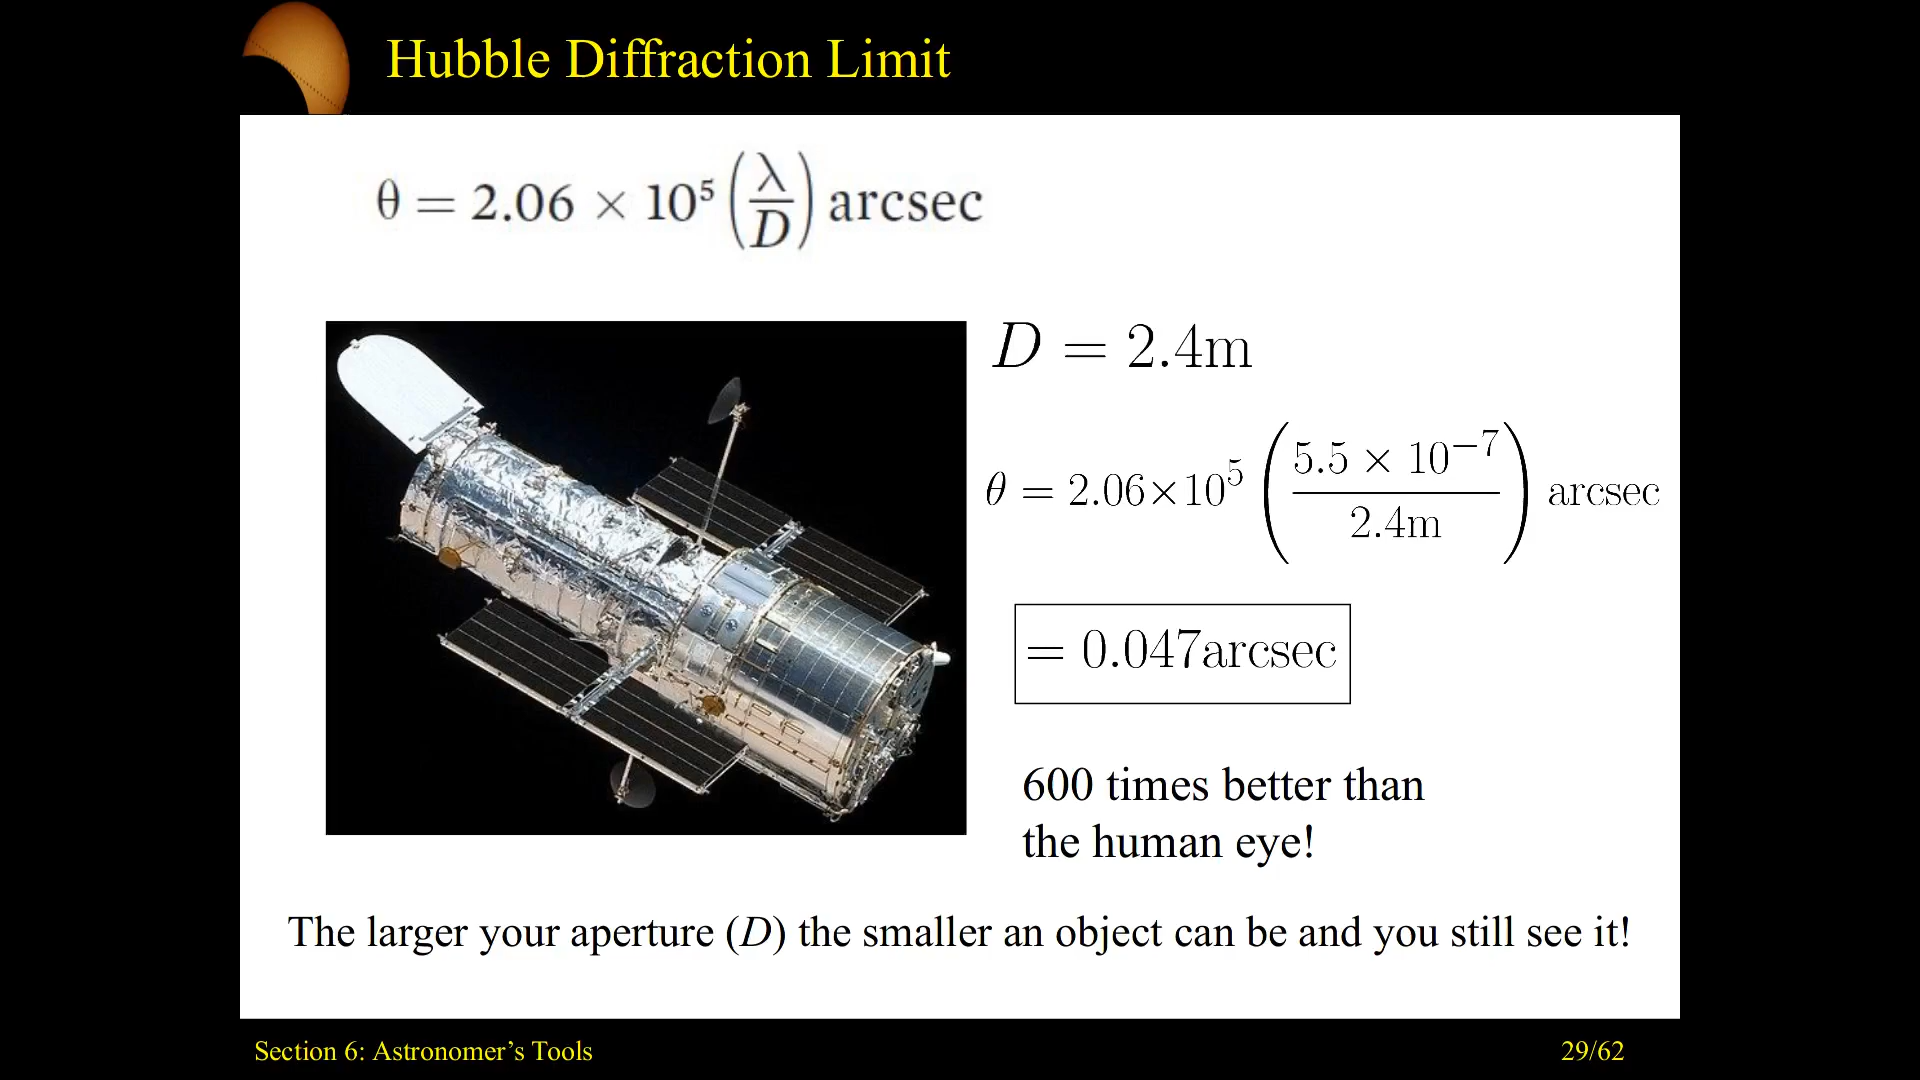 Hubble Diffraction Limit
θ = 2.06 × 10⁵ (λ/D) arcsec
D = 2.4m
θ = 2.06×10⁵ (5.5 × 10⁻⁷/2.4m) arcsec
= 0.047arcsec
600 times better than
the human eye!
The larger your aperture (D) the smaller an object can be and you still see it!
Section 6: Astronomer’s Tools
29/62